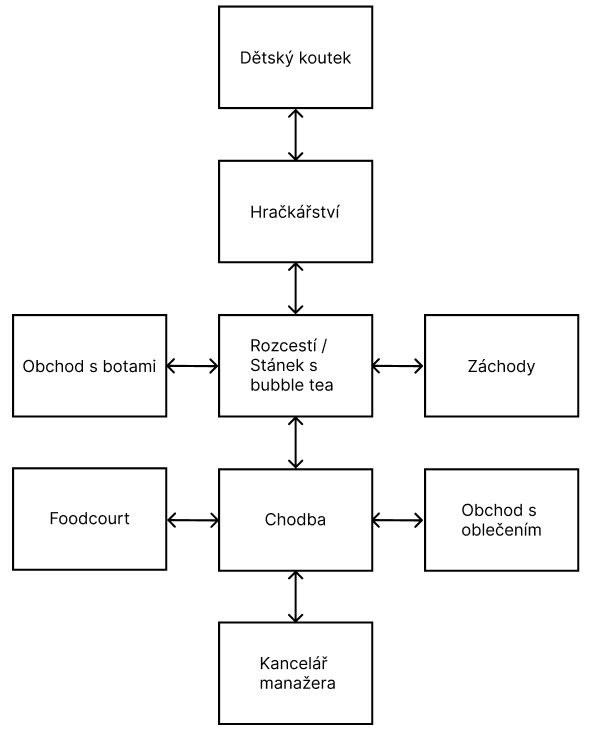 Dětský koutek
Hračkářství
Obchod s botami
Rozcestí /
Stánek s
bubble tea
Záchody
Foodcourt
Chodba
Obchod s
oblečením
Kancelář
manažera